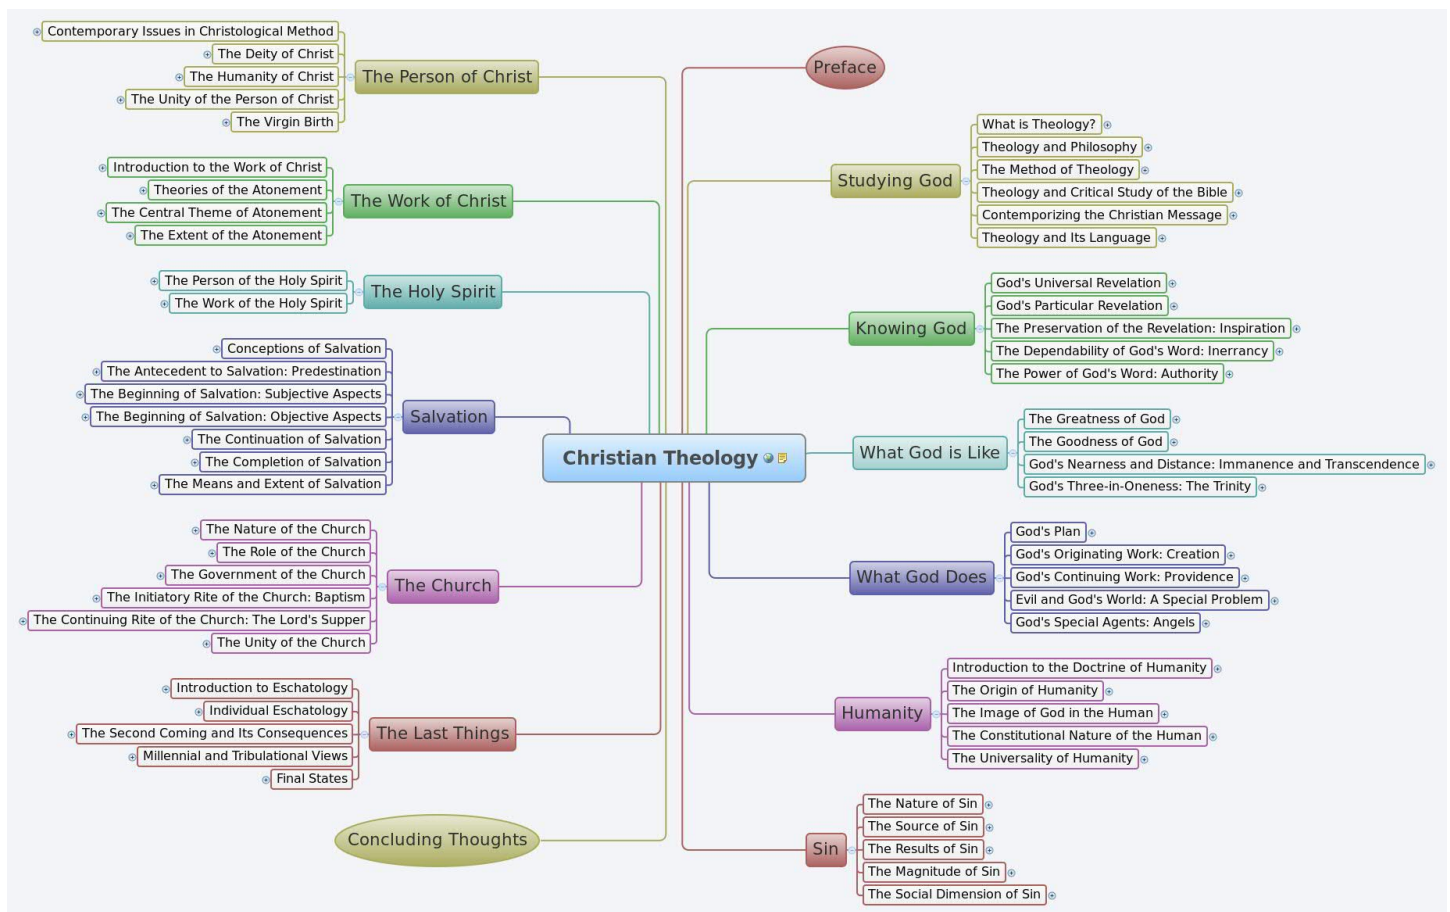 Christian Theology
Preface
Studying God
What is Theology?
Theology and Philosophy
The Method of Theology
Theology and Critical Study of the Bible
Contemporizing the Christian Message
Theology and Its Language
Knowing God
God's Universal Revelation
God's Particular Revelation
The Preservation of the Revelation: Inspiration
The Dependability of God's Word: Inerrancy
The Power of God's Word: Authority
What God is Like
The Greatness of God
The Goodness of God
God's Nearness and Distance: Immanence and Transcendence
God's Three-in-Oneness: The Trinity
What God Does
God's Plan
God's Originating Work: Creation
God's Continuing Work: Providence
Evil and God's World: A Special Problem
God's Special Agents: Angels
Humanity
Introduction to the Doctrine of Humanity
The Origin of Humanity
The Image of God in the Human
The Constitutional Nature of the Human
The Universality of Humanity
Sin
The Nature of Sin
The Source of Sin
The Results of Sin
The Magnitude of Sin
The Social Dimension of Sin
The Person of Christ
Contemporary Issues in Christological Method
The Deity of Christ
The Humanity of Christ
The Unity of the Person of Christ
The Virgin Birth
The Work of Christ
Introduction to the Work of Christ
Theories of the Atonement
The Central Theme of Atonement
The Extent of the Atonement
The Holy Spirit
The Person of the Holy Spirit
The Work of the Holy Spirit
Salvation
Conceptions of Salvation
The Antecedent to Salvation: Predestination
The Beginning of Salvation: Subjective Aspects
The Beginning of Salvation: Objective Aspects
The Continuation of Salvation
The Completion of Salvation
The Means and Extent of Salvation
The Church
The Nature of the Church
The Role of the Church
The Government of the Church
The Initiatory Rite of the Church: Baptism
The Continuing Rite of the Church: The Lord's Supper
The Unity of the Church
The Last Things
Introduction to Eschatology
Individual Eschatology
The Second Coming and Its Consequences
Millennial and Tribulational Views
Final States
Concluding Thoughts